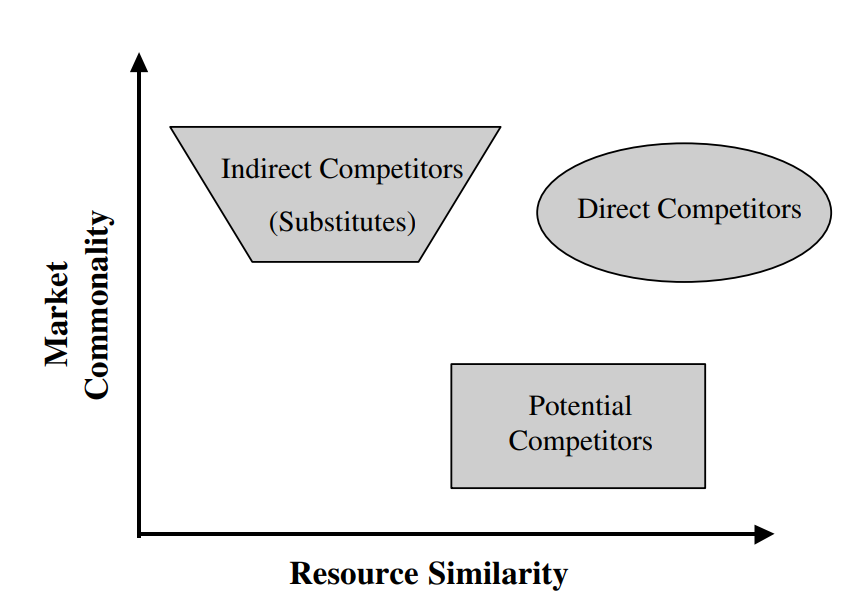 Indirect Competitors
(Substitutes)
Direct Competitors
Market
Commonality
Potential
Competitors
Resource Similarity